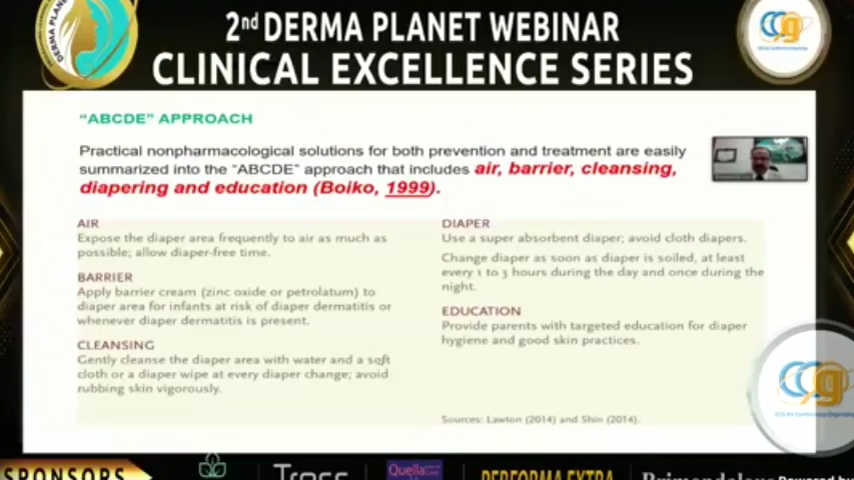 2nd DERMA PLANET WEBINAR
CLINICAL EXCELLENCE SERIES
"ABCDE" APPROACH
Practical nonpharmacological solutions for both prevention and treatment are easily
summarized into the "ABCDE" approach that includes air, barrier, cleansing,
diapering and education (Boiko, 1999).
AIR
Expose the diaper area frequently to air as much as
possible; allow diaper-free time.
BARRIER
Apply barrier cream (zinc oxide or petrolatum) to
diaper area for infants at risk of diaper dermatitis or
whenever diaper dermatitis is present.
CLEANSING
Gently cleanse the diaper area with water and a soft
cloth or a diaper wipe at every diaper change; avoid
rubbing skin vigorously.
DIAPER
Use a super absorbent diaper; avoid cloth diapers.
Change diaper as soon as diaper is soiled, at least
every 1 to 3 hours during the day and once during the
night.
EDUCATION
Provide parents with targeted education for diaper
hygiene and good skin practices.
Sources: Lawton (2014) and Shin (2014).
CCg
SPONSORS
Quella
PERFORMA EXTRA